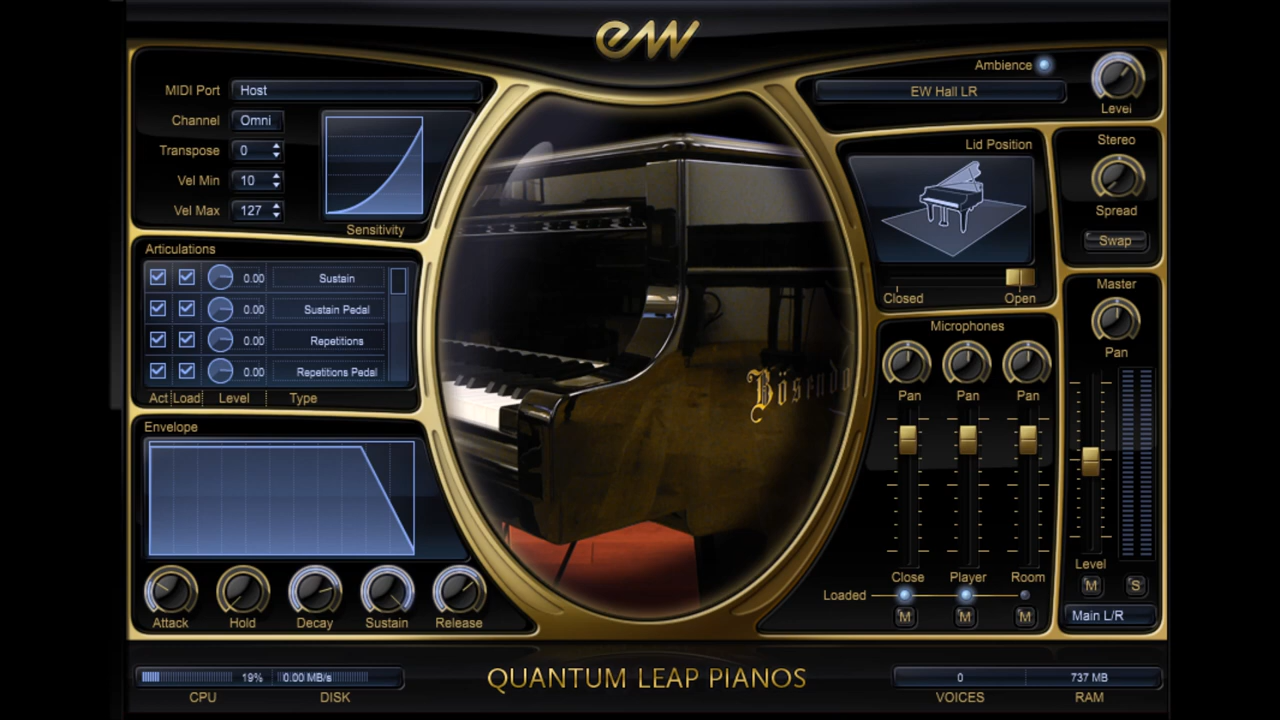 ew
MIDI Port Host
Channel Omni
Transpose 0
Vel Min 10
Vel Max 127
Sensitivity
Articulations
0.00 Sustain
0.00 Sustain Pedal
0.00 Repetitions
0.00 Repetitions Pedal
Act Load Level Type
Envelope
Attack Hold Decay Sustain Release
Bösendo
Ambience
EW Hall LR
Level
Lid Position
Closed Open
Stereo
Spread
Swap
Microphones
Pan Pan Pan
Close Player Room
Loaded
M M M
Master
Pan
Level
M S
Main L/R
19% 0.00 MB/s
CPU DISK
QUANTUM LEAP PIANOS
0 737 MB
VOICES RAM